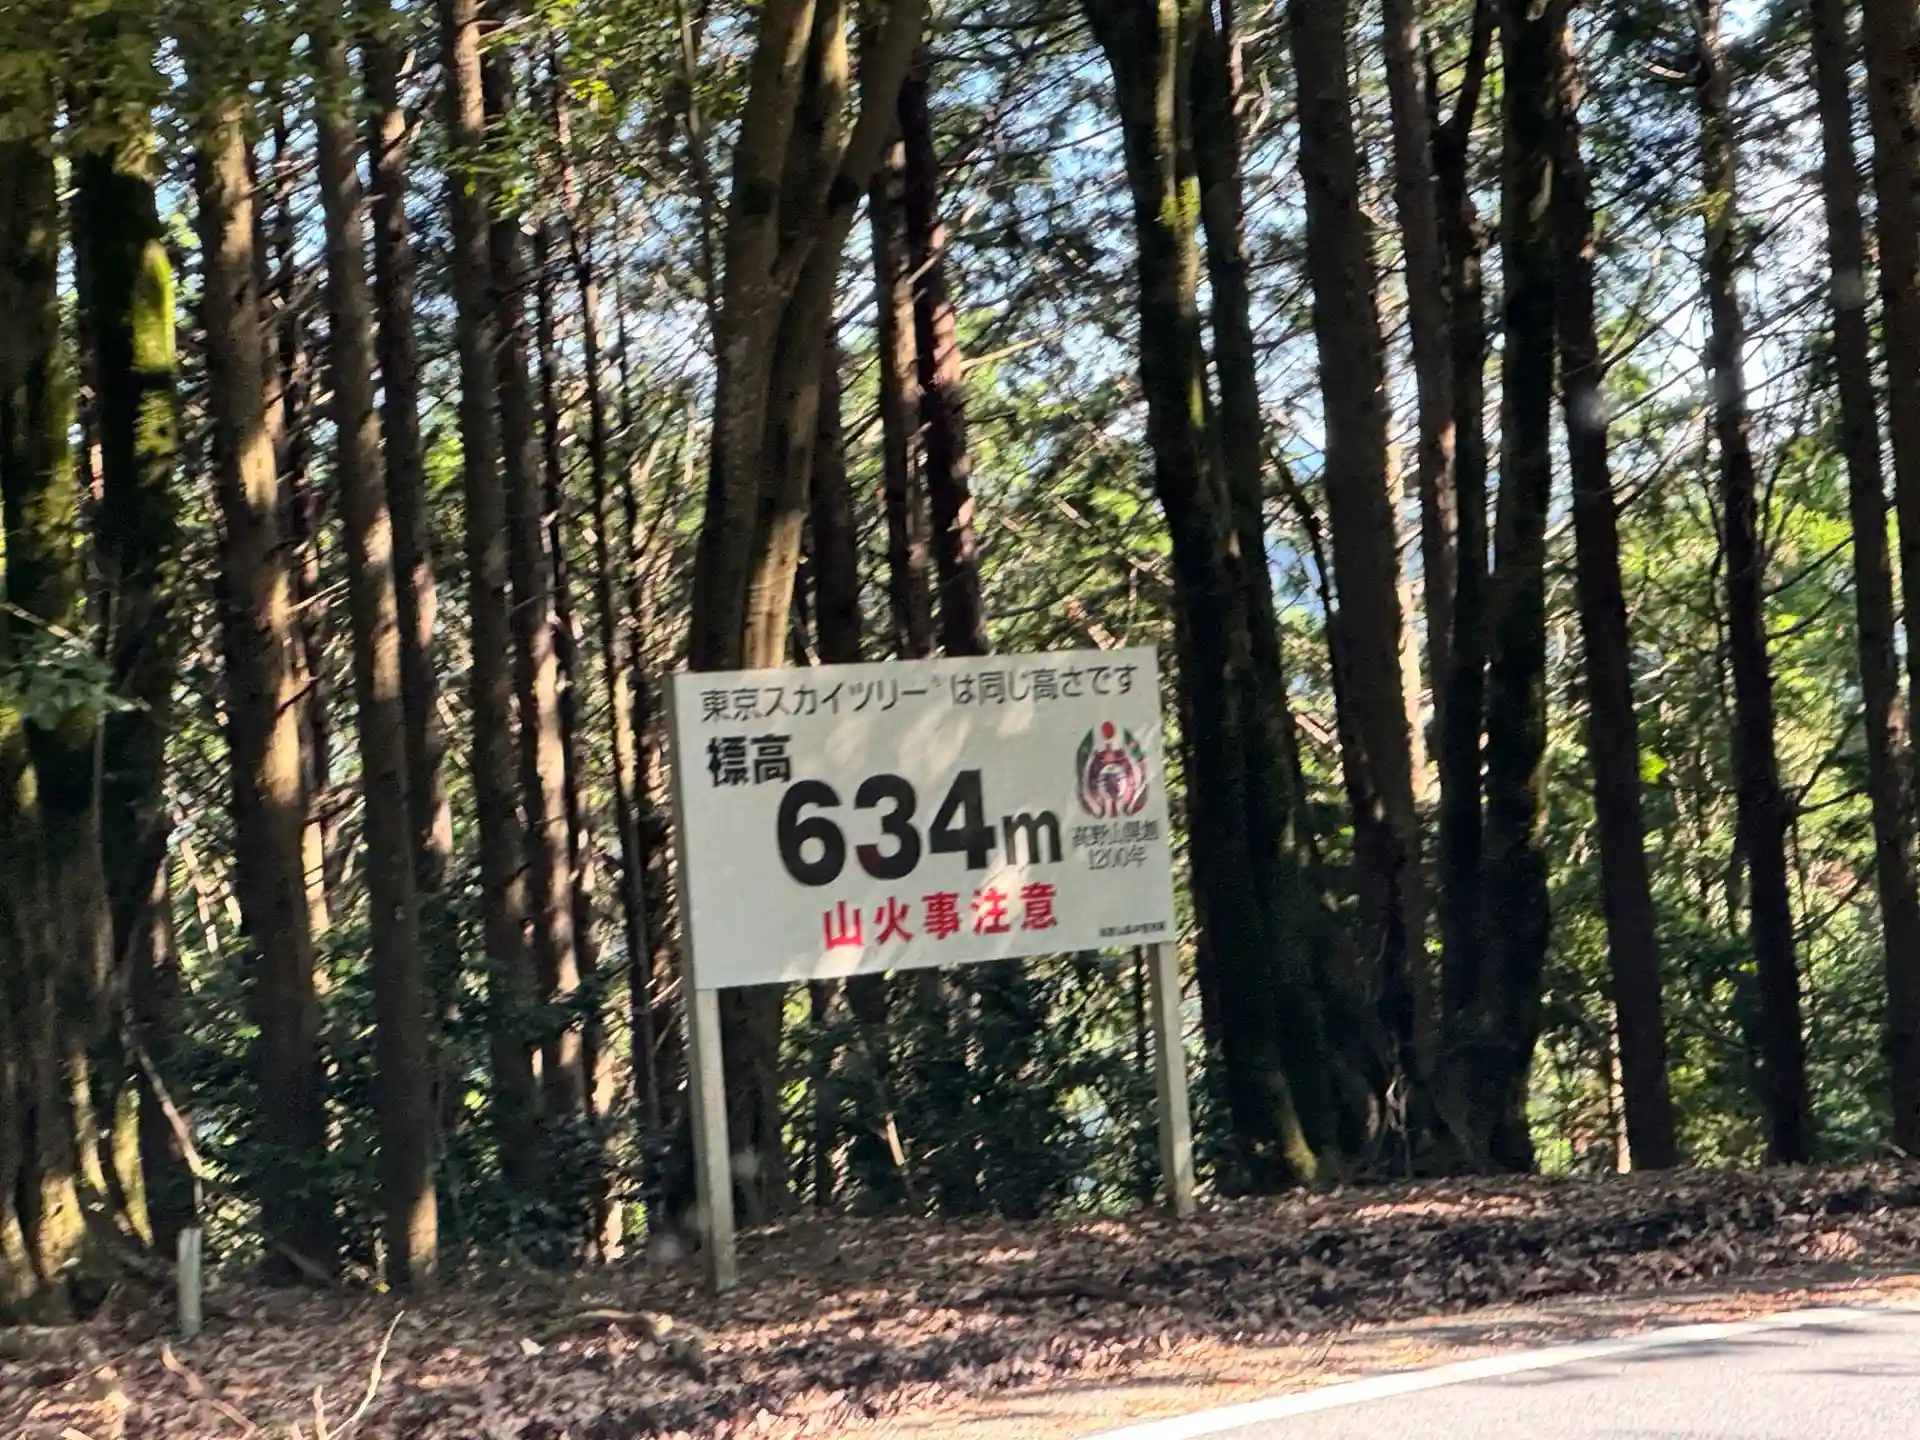 東京スカイツリー®は同じ高さです
標高
634m
高野山開創
1200年
山火事注意